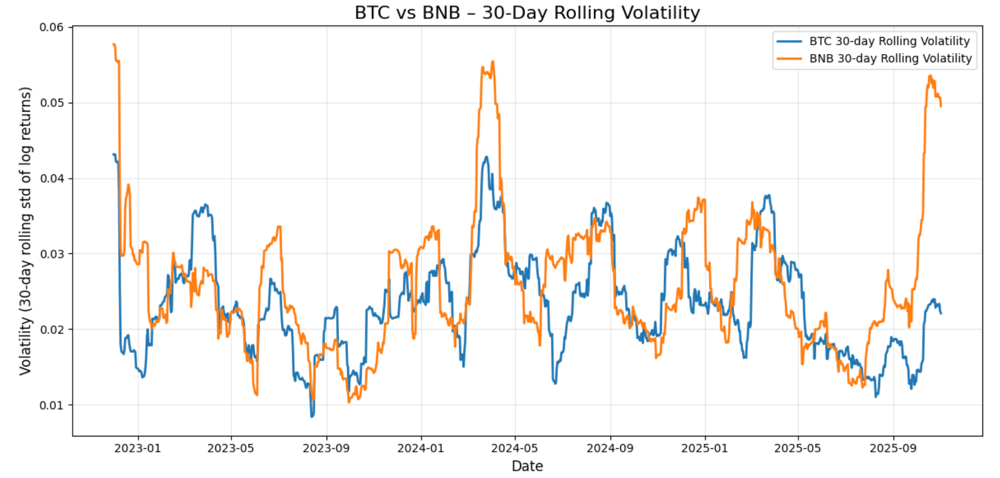 BTC vs BNB – 30-Day Rolling Volatility
BTC 30-day Rolling Volatility
BNB 30-day Rolling Volatility
Volatility (30-day rolling std of log returns)
0.06
0.05
0.04
0.03
0.02
0.01
2023-01 2023-05 2023-09 2024-01 2024-05 2024-09 2025-01 2025-05 2025-09
Date